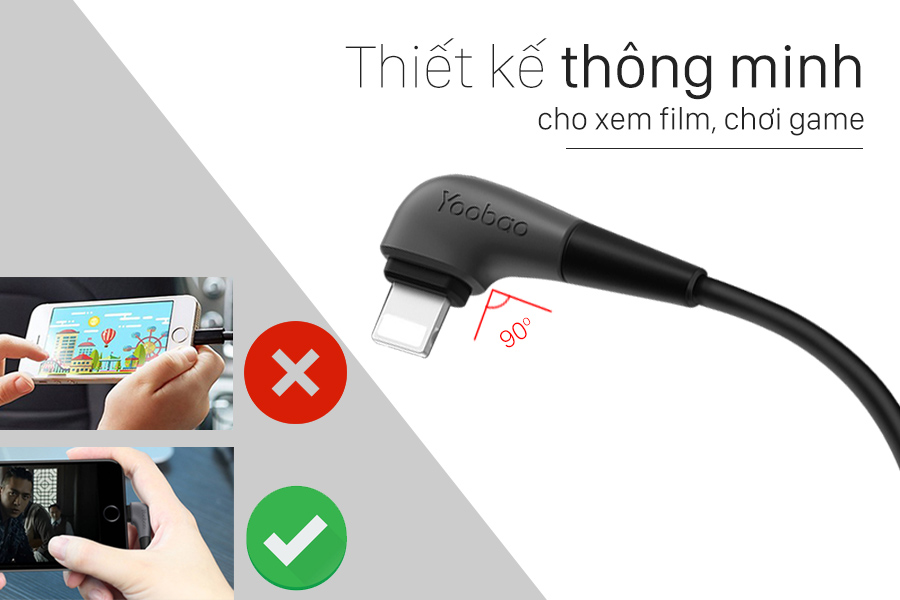 Thiết kế thông minh
cho xem film, chơi game
Yoobao
90°